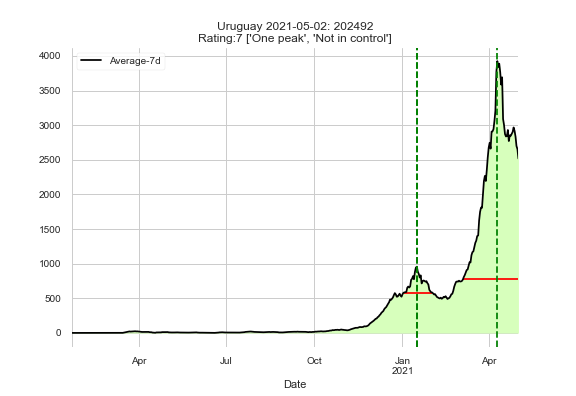 Uruguay 2021-05-02: 202492
Rating:7 ['One peak', 'Not in control']
Average-7d
4000
3500
3000
2500
2000
1500
1000
500
0
Apr Jul Oct Jan Apr
2021
Date